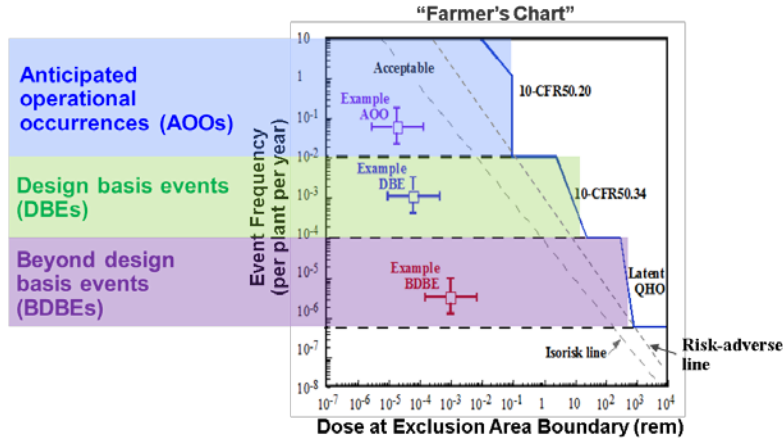 “Farmer’s Chart”
Anticipated
operational
occurrences (AOOs)
Design basis events
(DBEs)
Beyond design
basis events
(BDBEs)
Event Frequency
(per plant per year)
10
1
10-1
10-2
10-3
10-4
10-5
10-6
10-7
10-8
Acceptable
Example
AOO
10-CFR50.20
Example
DBE
10-CFR50.34
Example
BDBE
Latent
QHO
Isorisk line
Risk-adverse
line
10-7 10-6 10-5 10-4 10-3 10-2 10-1 1 10 102 103 104
Dose at Exclusion Area Boundary (rem)